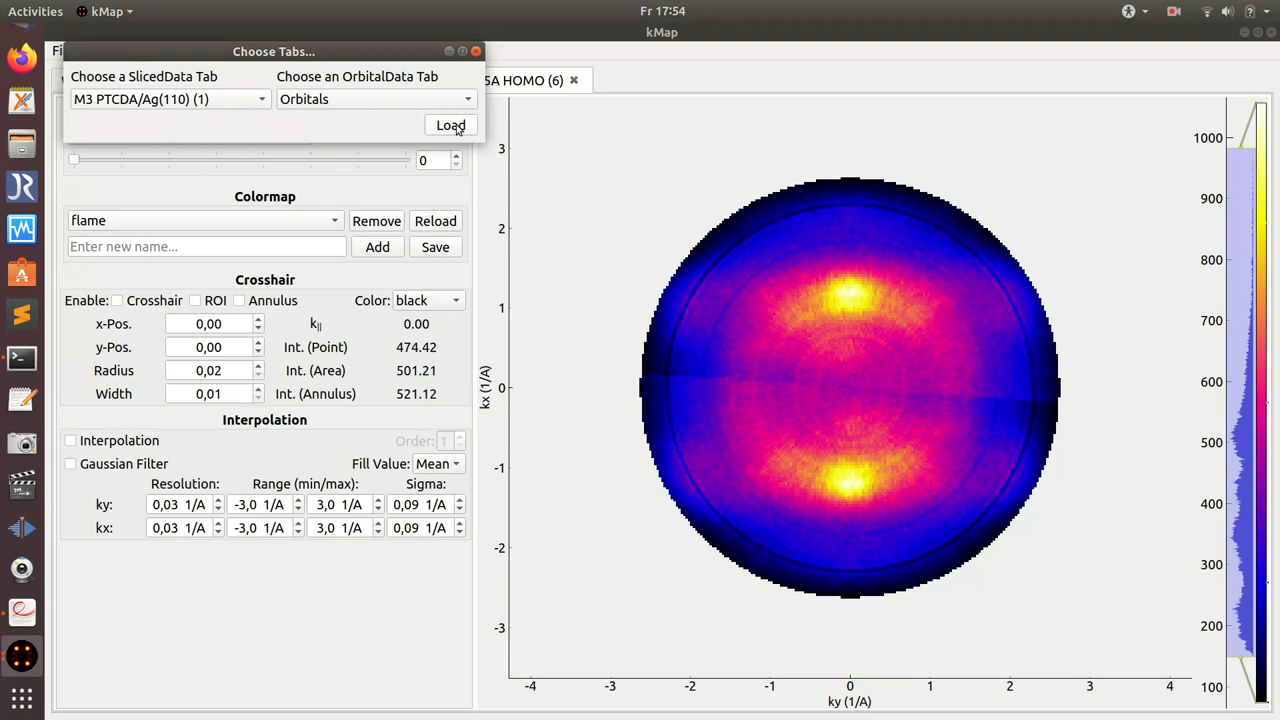 Activities kMap Fr 17:54
kMap
Fi
Choose Tabs...
Choose a SlicedData Tab Choose an OrbitalData Tab
5A HOMO (6)
M3 PTCDA/Ag(110) (1) Orbitals
Load
0
Colormap
flame Remove Reload
Enter new name... Add Save
Crosshair
Enable: Crosshair ROI Annulus Color: black
x-Pos. 0,00 k|| 0.00
y-Pos. 0,00 Int. (Point) 474.42
Radius 0,02 Int. (Area) 501.21
Width 0,01 Int. (Annulus) 521.12
Interpolation
Interpolation Order: 1
Gaussian Filter Fill Value: Mean
Resolution: Range (min/max): Sigma:
ky: 0,03 1/A -3,0 1/A 3,0 1/A 0,09 1/A
kx: 0,03 1/A -3,0 1/A 3,0 1/A 0,09 1/A
3
2
1
0
-1
-2
-3
kx (1/A)
-4 -3 -2 -1 0 1 2 3 4
ky (1/A)
1000
900
800
700
600
500
400
300
200
100